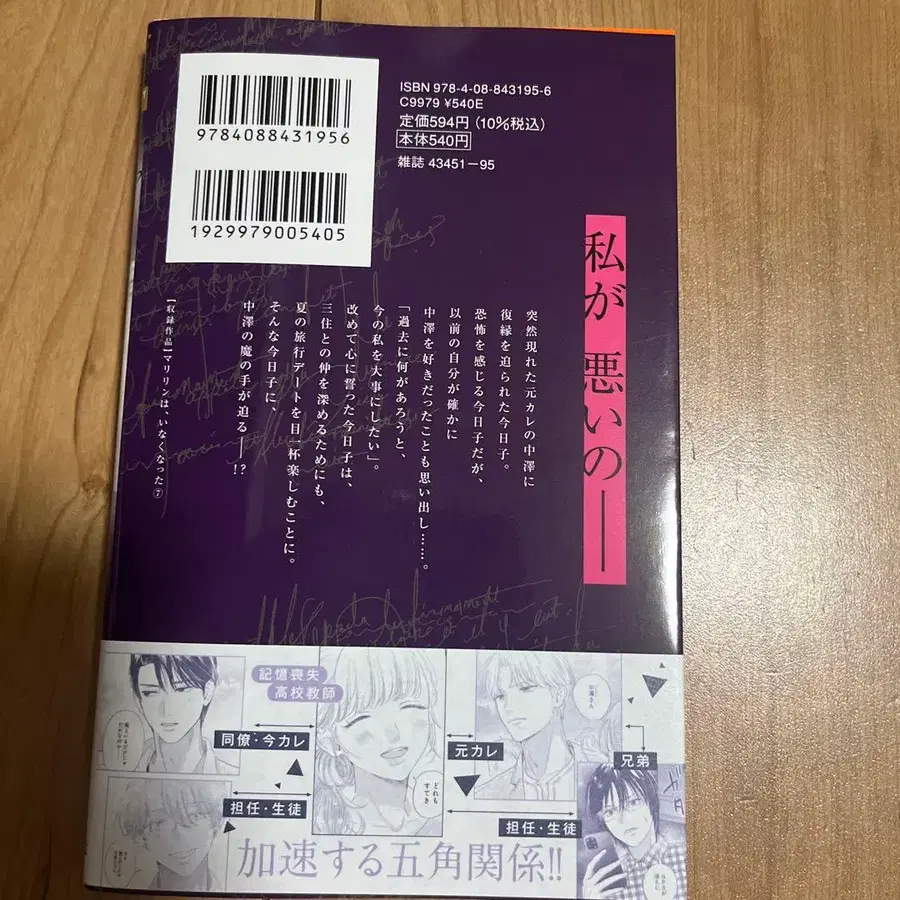 ISBN 978-4-08-843195-6
C9979 ¥540E
定価594円(10%税込)
本体540円
雑誌 43451-95
9784088431956
1929979005405
私が 悪いの──
突然現れた元カレの中澤に
復縁を迫られた今日子。
恐怖を感じる今日子だが、
以前の自分が確かに
中澤を好きだったことも思い出し……。
「過去に何があろうと、
今の私を大事にしたい」。
改めて心に誓った今日子は、
三住との仲を深めるためにも、
夏の旅行デートを目一杯楽しむことに。
そんな今日子に、
中澤の魔の手が迫る──!?
【収録作品】マリリンは、いなくなった⑦
記憶喪失
高校教師
同僚・今カレ
元カレ
兄弟
担任・生徒
担任・生徒
どれも
すてき
加速する五角関係!!